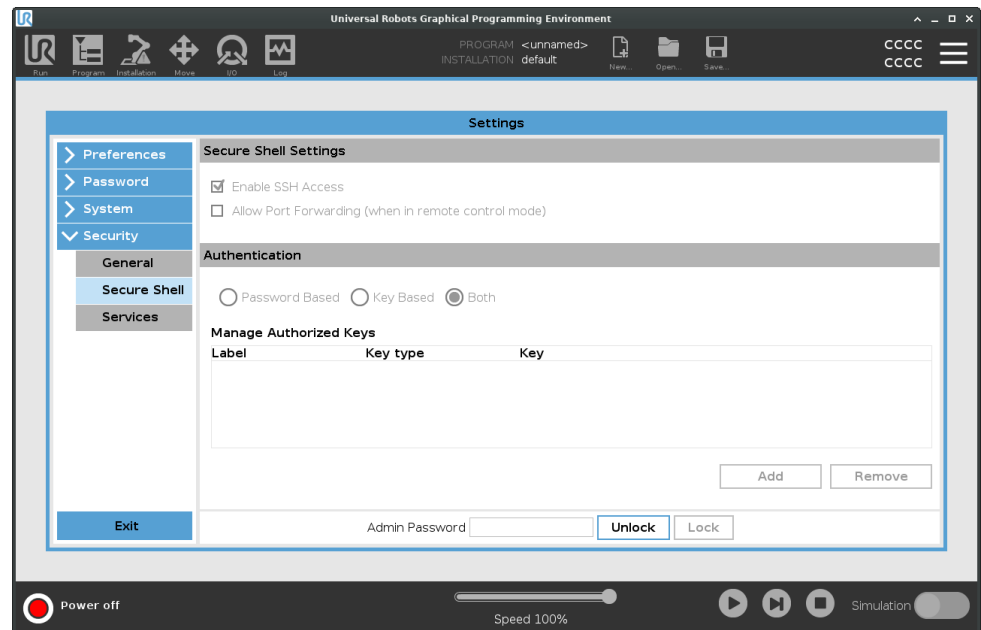 Universal Robots Graphical Programming Environment
UR
Run
Program
Installation
Move
I/O
Log
PROGRAM <unnamed>
INSTALLATION default
New...
Open...
Save...
cccc
cccc
Settings
Preferences
Password
System
Security
General
Secure Shell
Services
Exit
Secure Shell Settings
Enable SSH Access
Allow Port Forwarding (when in remote control mode)
Authentication
Password Based Key Based Both
Manage Authorized Keys
Label Key type Key
Add Remove
Admin Password Unlock Lock
Power off
Speed 100%
Simulation